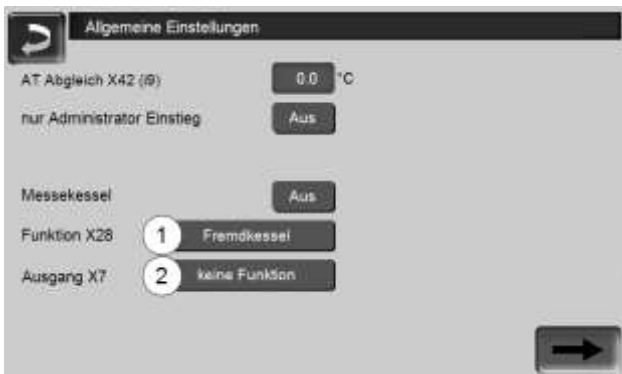 Allgemeine Einstellungen
AT Abgleich X42 (i9) 0.0 °C
nur Administrator Einstieg Aus
Messekessel Aus
Funktion X28 1 Fremdkessel
Ausgang X7 2 keine Funktion